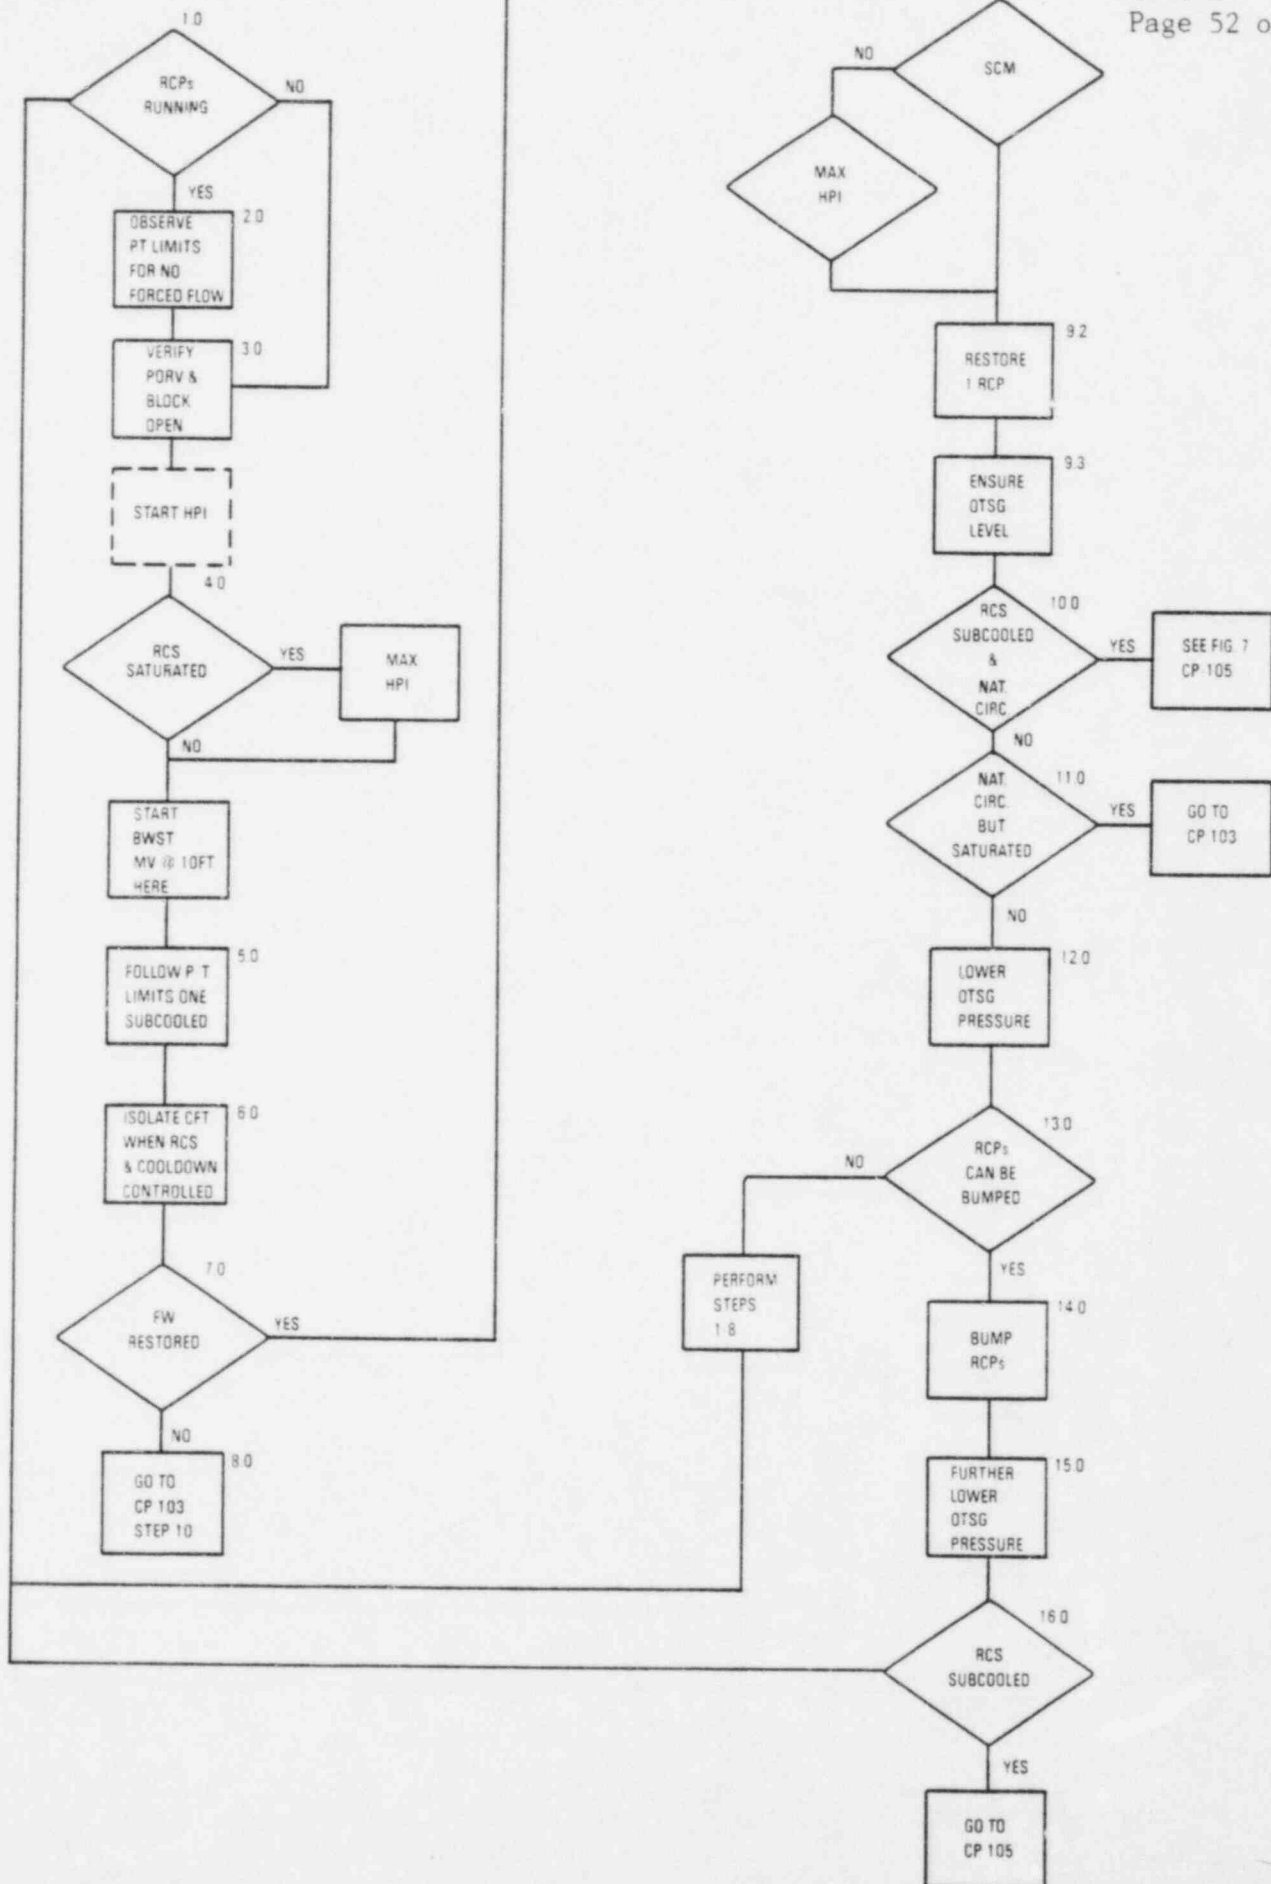 Page 52 o
1.0
RCPs
RUNNING
NO
YES
2.0
OBSERVE
PT LIMITS
FOR NO
FORCED FLOW
3.0
VERIFY
PORV &
BLOCK
OPEN
START HPI
4.0
RCS
SATURATED
YES
MAX
HPI
NO
START
BWST
MV @ 10FT
HERE
5.0
FOLLOW P T
LIMITS ONE
SUBCOOLED
6.0
ISOLATE CFT
WHEN RCS
& COOLDOWN
CONTROLLED
7.0
FW
RESTORED
YES
NO
8.0
GO TO
CP 103
STEP 10
NO
SCM
MAX
HPI
9.2
RESTORE
1 RCP
9.3
ENSURE
OTSG
LEVEL
10.0
RCS
SUBCOOLED
&
NAT.
CIRC
YES
SEE FIG. 7
CP 105
NO
11.0
NAT.
CIRC.
BUT
SATURATED
YES
GO TO
CP 103
NO
12.0
LOWER
OTSG
PRESSURE
13.0
RCPs
CAN BE
BUMPED
NO
PERFORM
STEPS
1-8
YES
14.0
BUMP
RCPs
15.0
FURTHER
LOWER
OTSG
PRESSURE
16.0
RCS
SUBCOOLED
YES
GO TO
CP 105